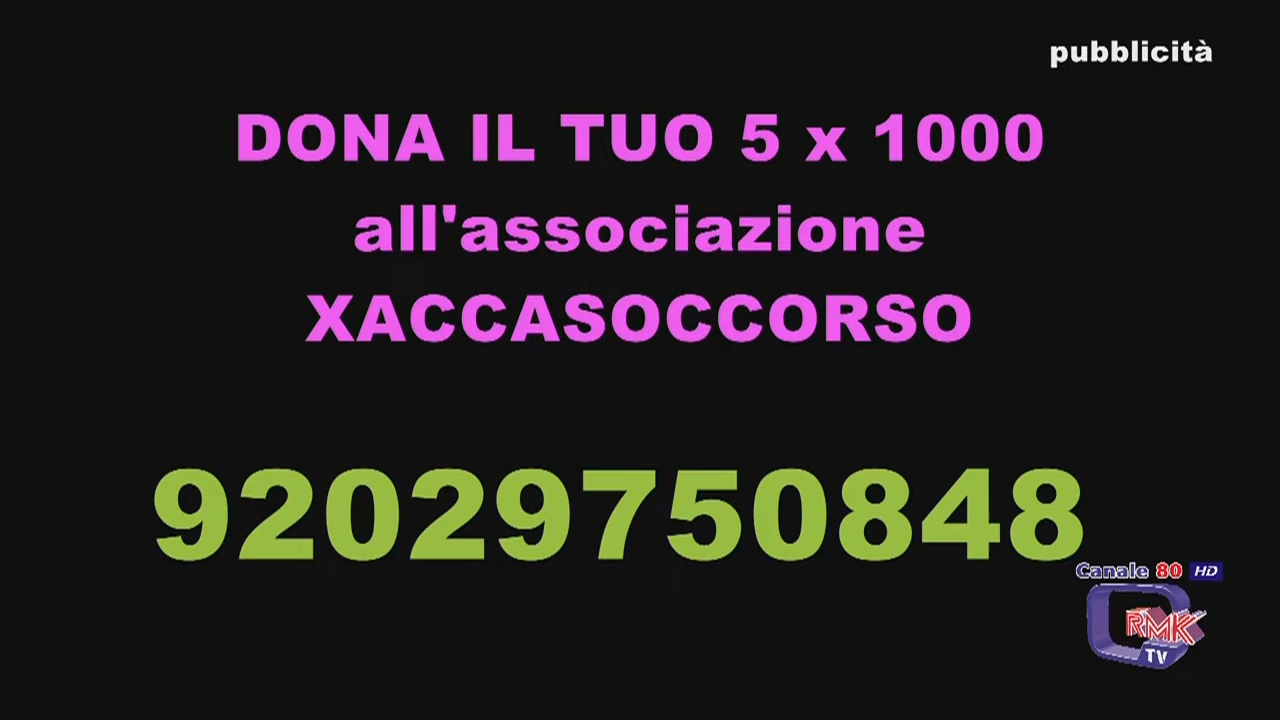 pubblicità
DONA IL TUO 5 x 1000
all'associazione
XACCASOCCORSO
92029750848
Canale 80 HD
RMK
TV